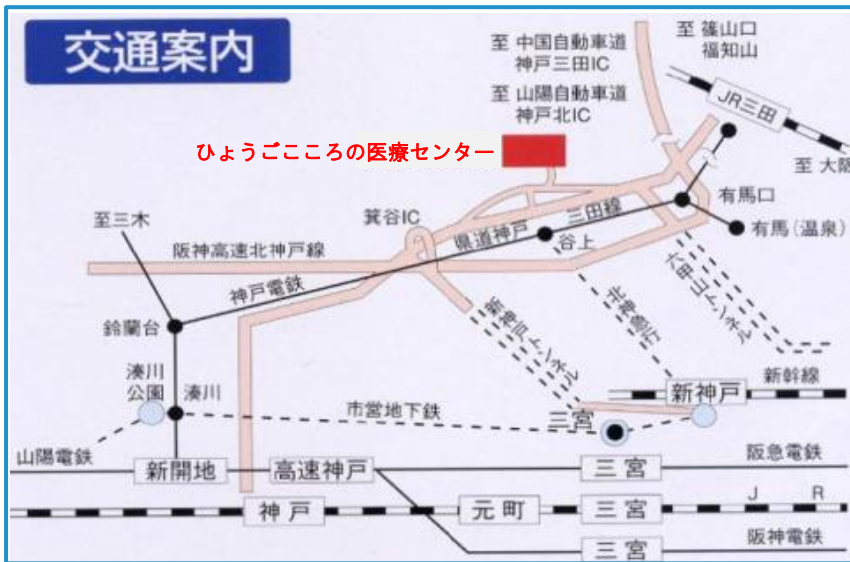 交通案内
至 中国自動車道
神戸三田IC
至 山陽自動車道
神戸北IC
至 篠山口
福知山
JR三田
至 大阪
ひょうごこころの医療センター
有馬口
有馬(温泉)
箕谷IC
至三木
県道神戸
三田線
谷上
阪神高速北神戸線
神戸電鉄
六甲山トンネル
北神急行
新神戸トンネル
鈴蘭台
湊川
公園
湊川
市営地下鉄
三宮
新神戸
新幹線
山陽電鉄
新開地
高速神戸
三宮
阪急電鉄
神戸
元町
三宮
J R
三宮
阪神電鉄